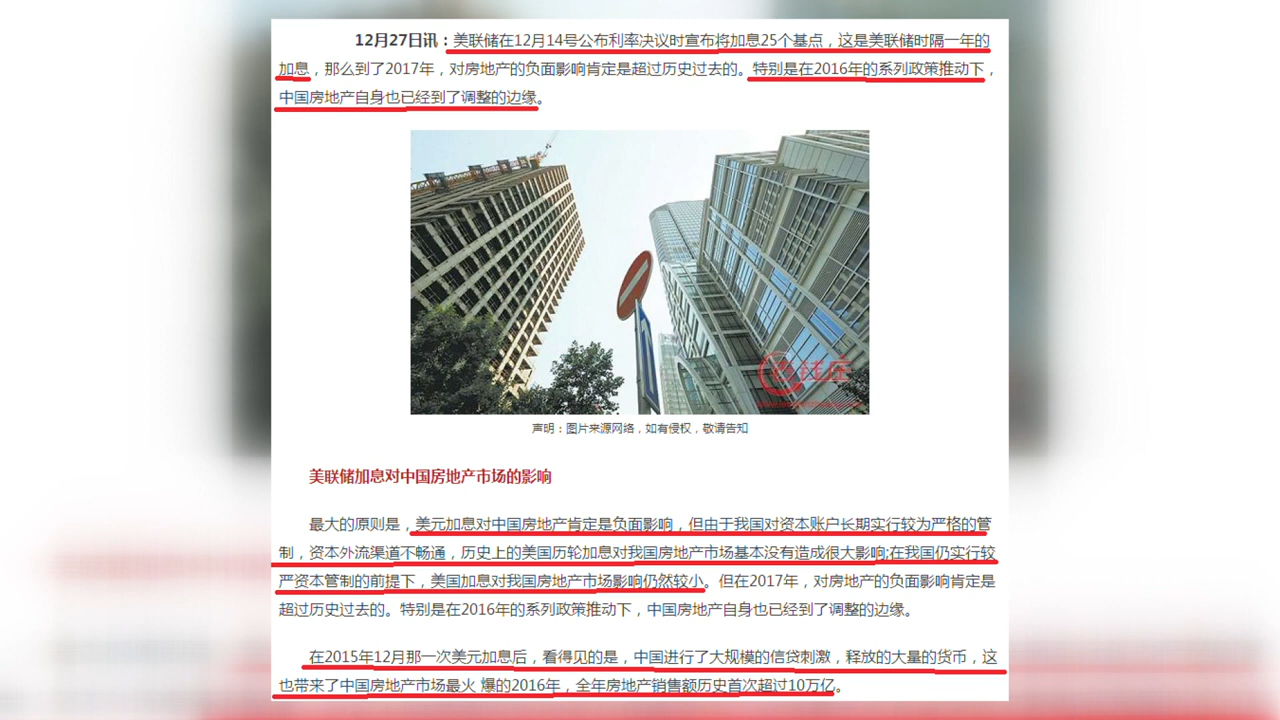 12月27日讯：美联储在12月14号公布利率决议时宣布将加息25个基点，这是美联储时隔一年的
加息，那么到了2017年，对房地产的负面影响肯定是超过历史过去的。特别是在2016年的系列政策推动下，
中国房地产自身也已经到了调整的边缘。
钱庄
声明：图片来源网络，如有侵权，敬请告知
美联储加息对中国房地产市场的影响
最大的原则是，美元加息对中国房地产肯定是负面影响，但由于我国对资本账户长期实行较为严格的管
制，资本外流渠道不畅通，历史上的美国历轮加息对我国房地产市场基本没有造成很大影响;在我国仍实行较
严资本管制的前提下，美国加息对我国房地产市场影响仍然较小。但在2017年，对房地产的负面影响肯定是
超过历史过去的。特别是在2016年的系列政策推动下，中国房地产自身也已经到了调整的边缘。
在2015年12月那一次美元加息后，看得见的是，中国进行了大规模的信贷刺激，释放的大量的货币，这
也带来了中国房地产市场最火 爆的2016年，全年房地产销售额历史首次超过10万亿。